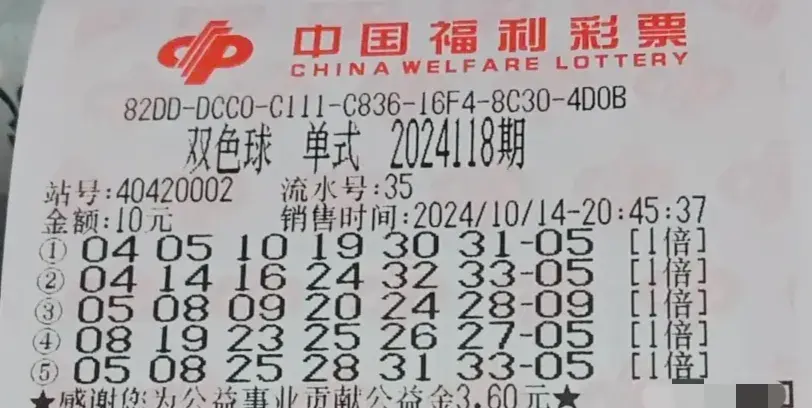 中国福利彩票
CHINA WELFARE LOTTERY
82DD-DCC0-C111-C836-16F4-8C30-4D0B
双色球 单式 2024118期
站号:40420002 流水号:35
金额:10元 销售时间:2024/10/14-20:45:37
① 04 05 10 19 30 31-05 [1倍]
② 04 14 16 24 32 33-05 [1倍]
③ 05 08 09 20 24 28-09 [1倍]
④ 08 19 23 25 26 27-05 [1倍]
⑤ 05 08 25 28 31 33-05 [1倍]
★感谢您为公益事业贡献公益金3.60元★